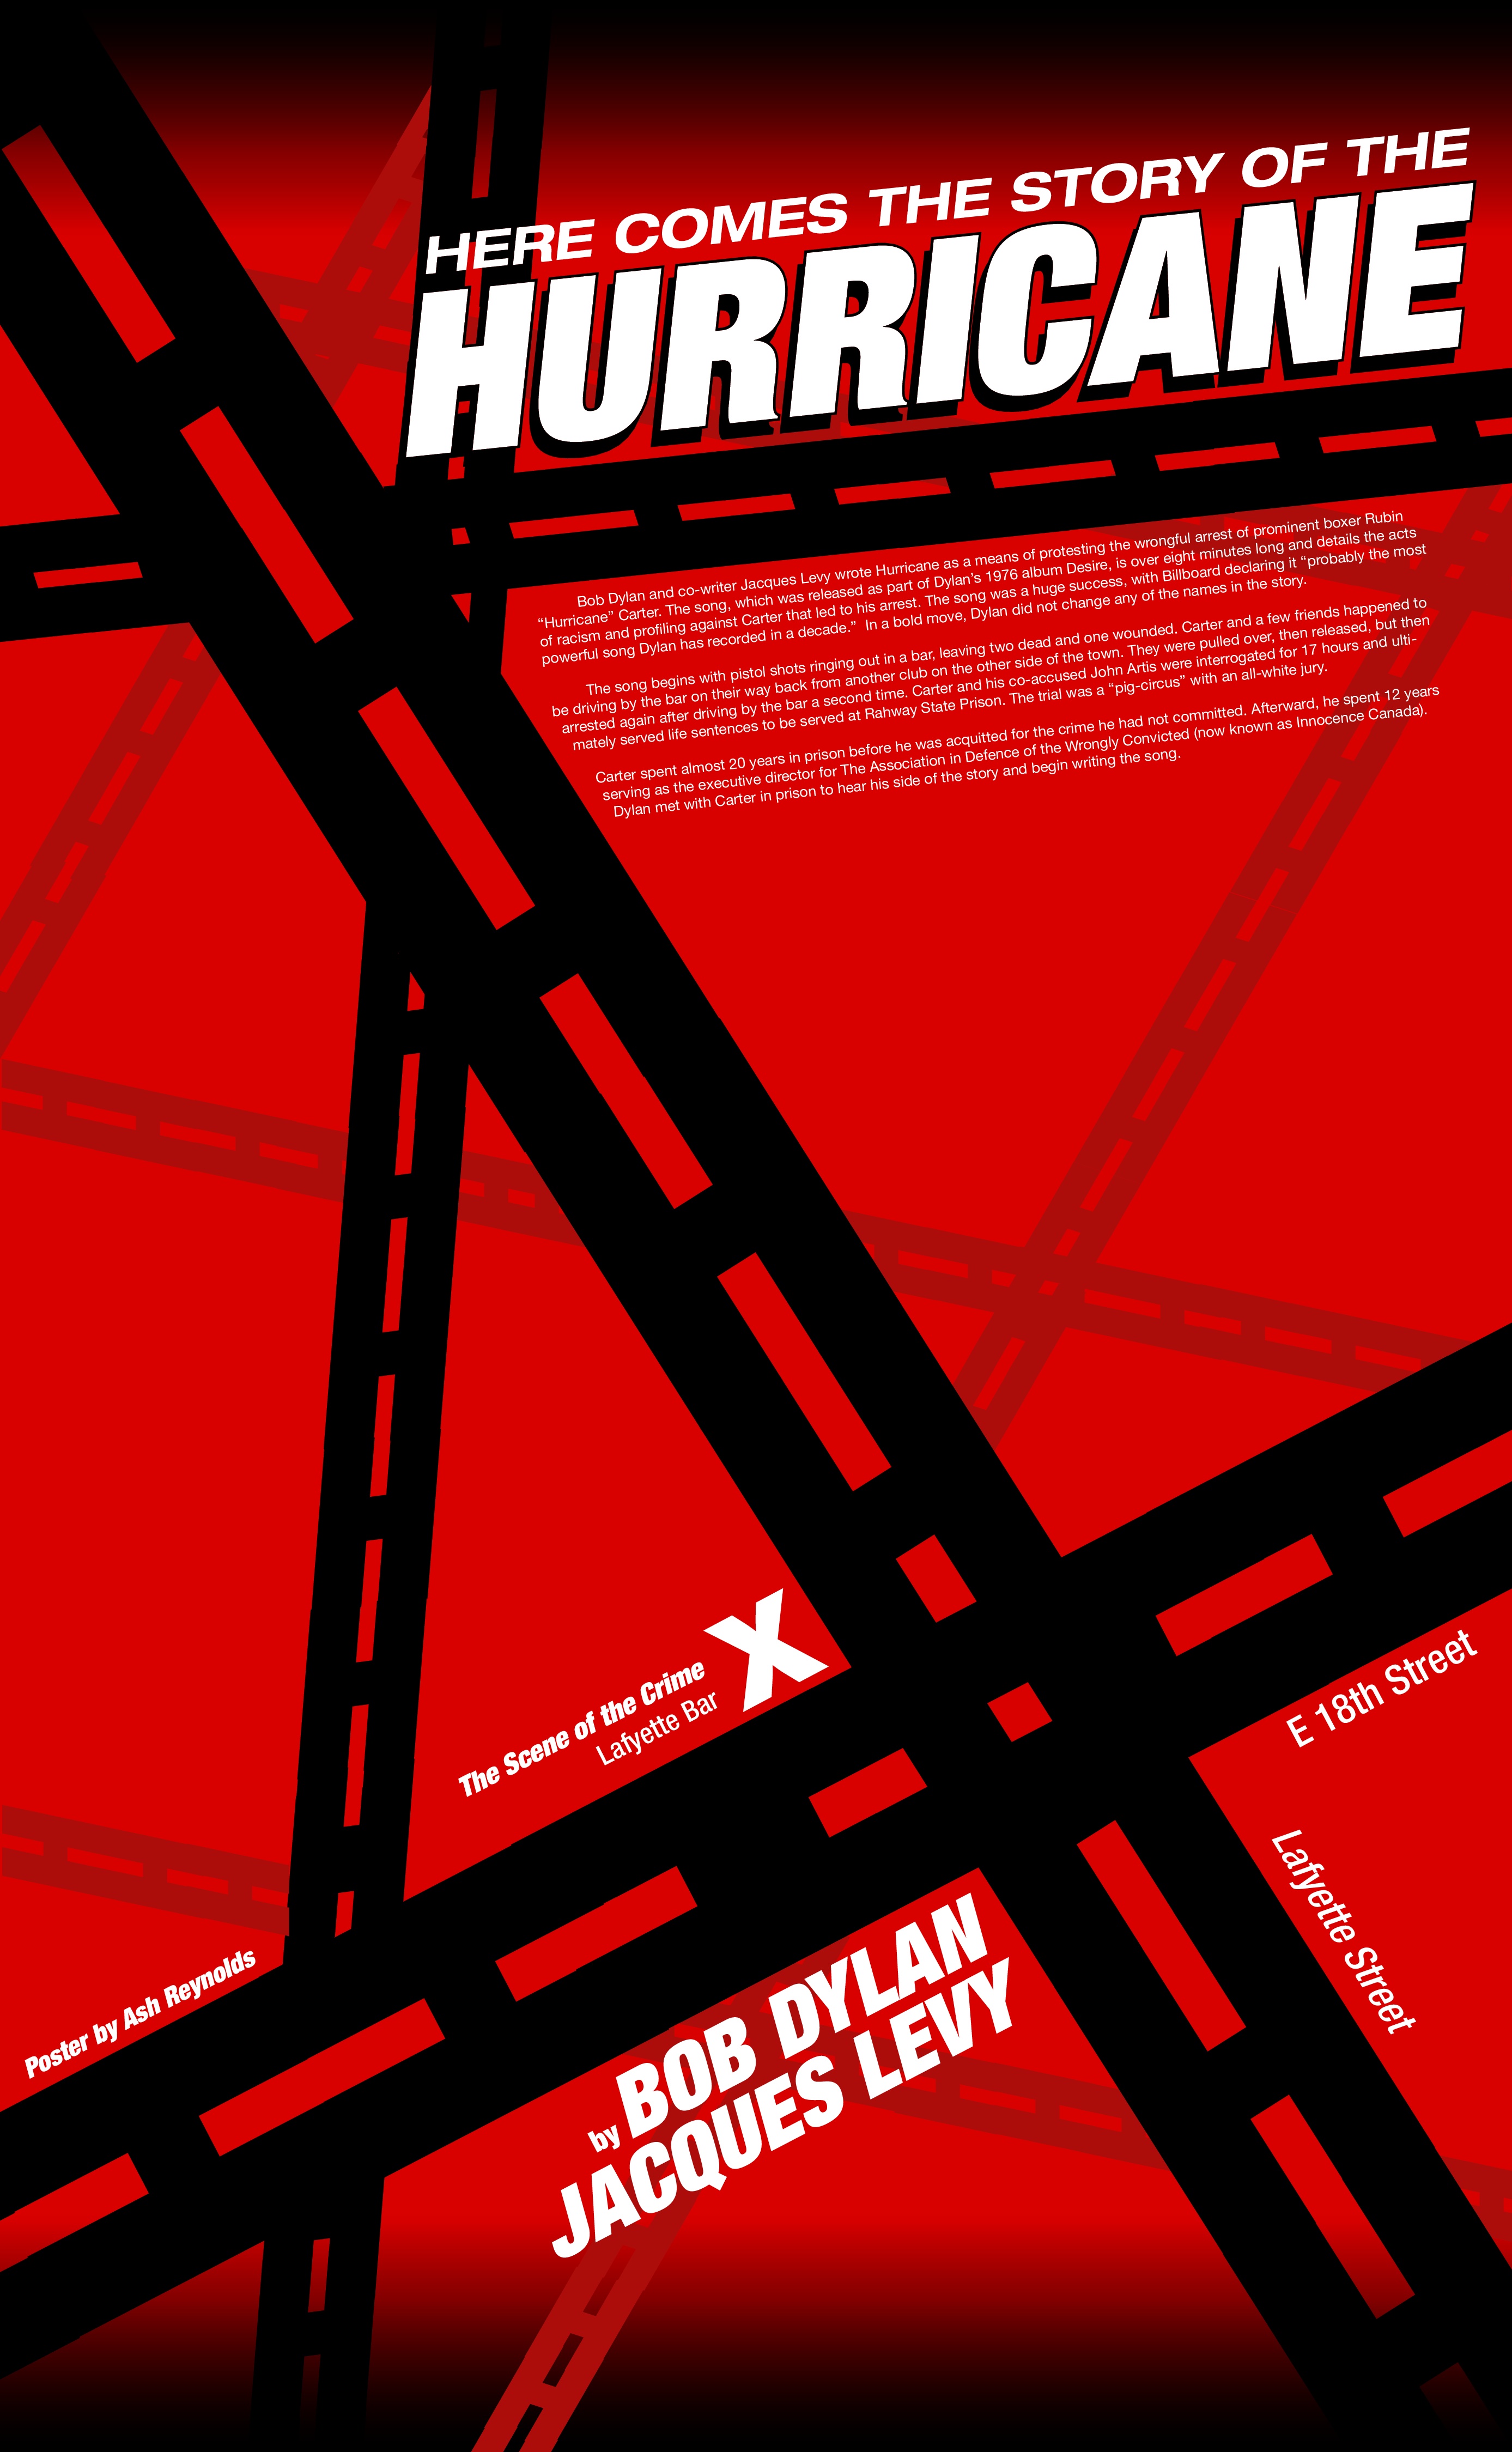 HERE COMES THE STORY OF THE
HURRICANE
Bob Dylan and co-writer Jacques Levy wrote Hurricane as a means of protesting the wrongful arrest of prominent boxer Rubin
“Hurricane” Carter. The song, which was released as part of Dylan’s 1976 album Desire, is over eight minutes long and details the acts
of racism and profiling against Carter that led to his arrest. The song was a huge success, with Billboard declaring it “probably the most
powerful song Dylan has recorded in a decade.” In a bold move, Dylan did not change any of the names in the story.
The song begins with pistol shots ringing out in a bar, leaving two dead and one wounded. Carter and a few friends happened to
be driving by the bar on their way back from another club on the other side of the town. They were pulled over, then released, but then
arrested again after driving by the bar a second time. Carter and his co-accused John Artis were interrogated for 17 hours and ulti-
mately served life sentences to be served at Rahway State Prison. The trial was a “pig-circus” with an all-white jury.
Carter spent almost 20 years in prison before he was acquitted for the crime he had not committed. Afterward, he spent 12 years
serving as the executive director for The Association in Defence of the Wrongly Convicted (now known as Innocence Canada).
Dylan met with Carter in prison to hear his side of the story and begin writing the song.
X
The Scene of the Crime
Lafyette Bar
E 18th Street
Lafyette Street
Poster by Ash Reynolds
by BOB DYLAN
JACQUES LEVY